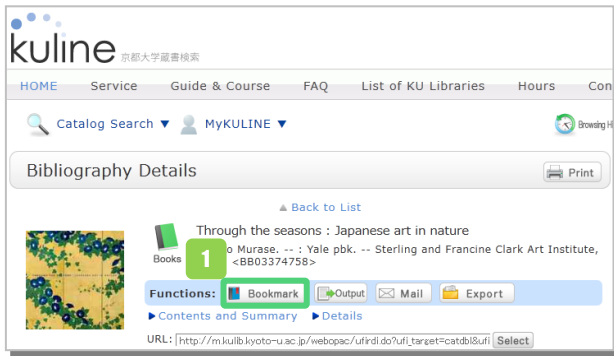 kuline 京都大学蔵書検索
HOME Service Guide & Course FAQ List of KU Libraries Hours Con
Catalog Search ▼ MyKULINE ▼ Browsing Hi
Bibliography Details Print
▲ Back to List
Through the seasons : Japanese art in nature
Books 1 o Murase. -- : Yale pbk. -- Sterling and Francine Clark Art Institute,
<BB03374758>
Functions: Bookmark Output Mail Export
▶Contents and Summary ▶Details
URL: http://m.kulib.kyoto-u.ac.jp/webopac/ufirdi.do?ufi_target=catdbl&ufi Select